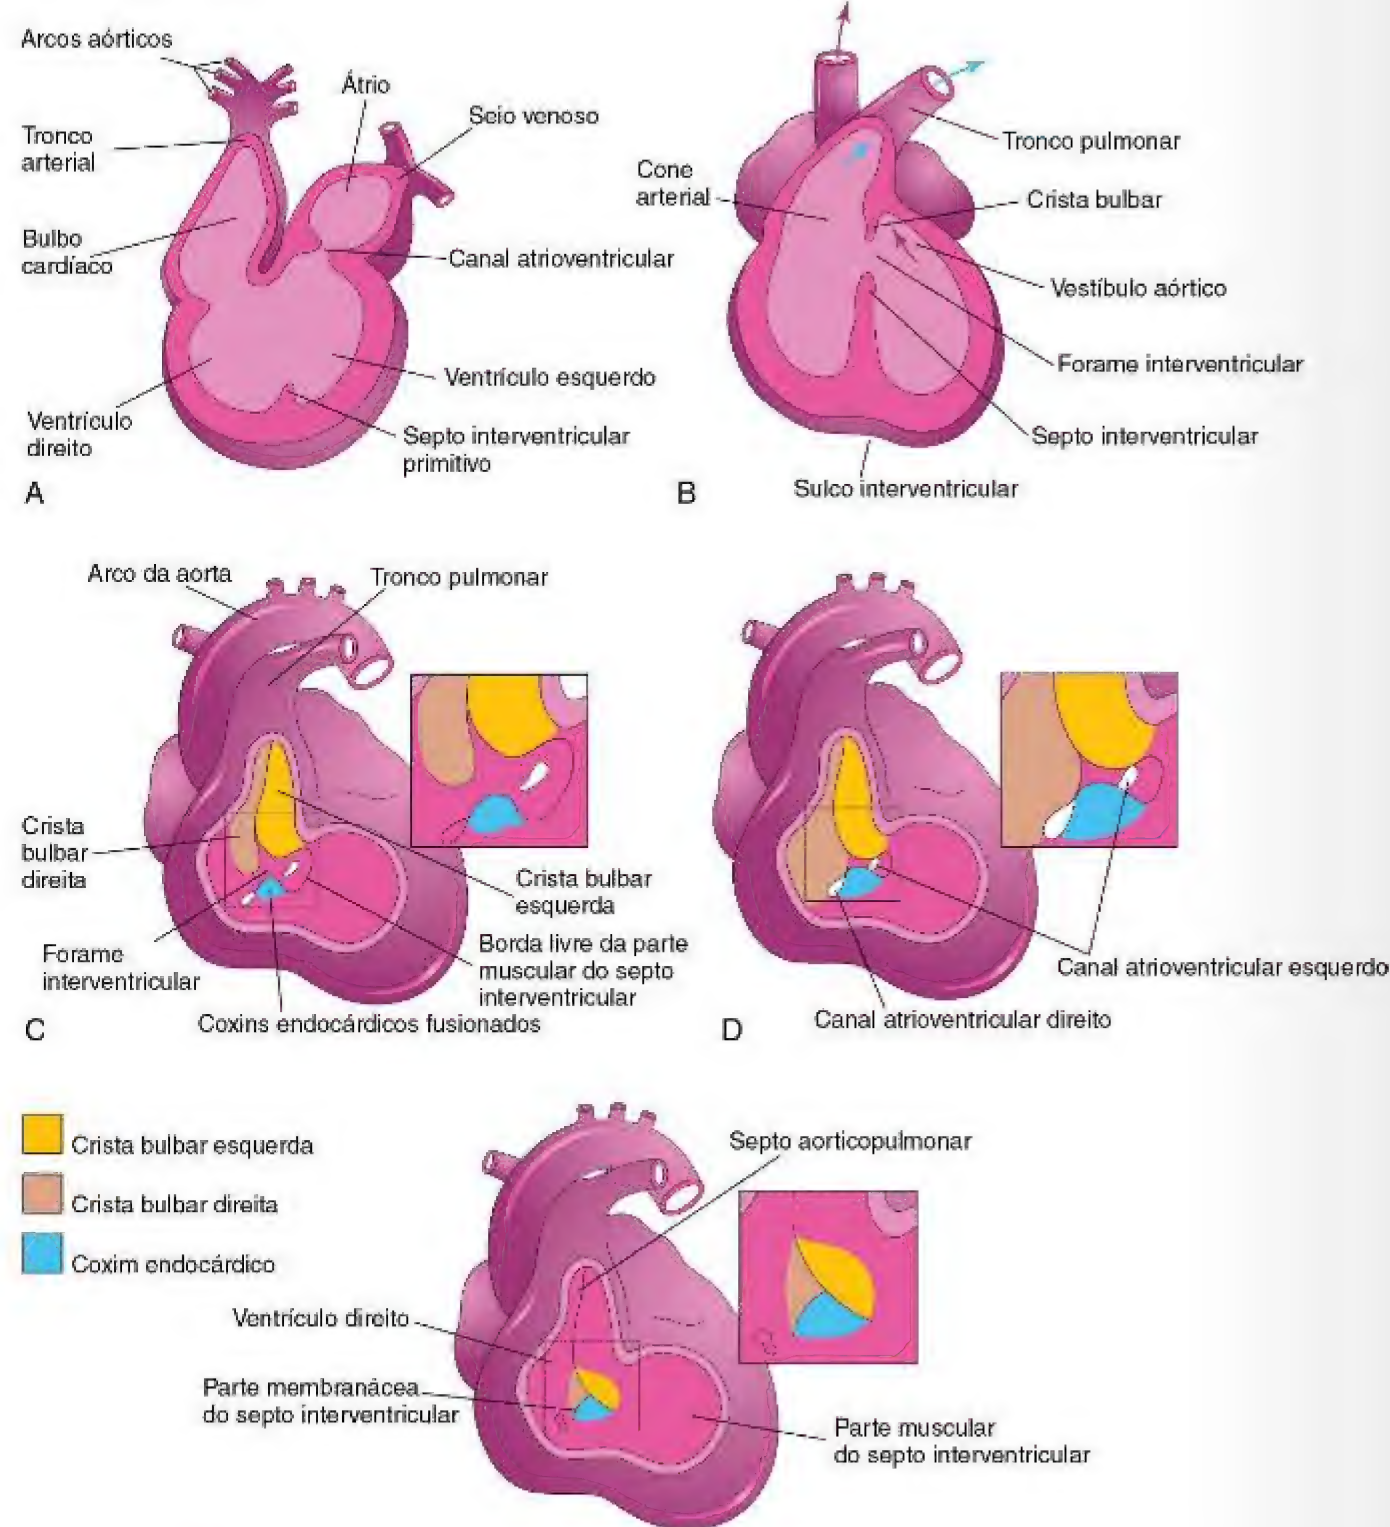 Arcos aórticos
Átrio
Seio venoso
Tronco
arterial
Bulbo
cardíaco
Canal atrioventricular
Ventrículo esquerdo
Ventrículo
direito
Septo interventricular
primitivo
A
Tronco pulmonar
Cone
arterial
Crista bulbar
Vestíbulo aórtico
Forame interventricular
Septo interventricular
Sulco interventricular
B
Arco da aorta
Tronco pulmonar
Crista
bulbar
direita
Crista bulbar
esquerda
Forame
interventricular
Borda livre da parte
muscular do septo
interventricular
Coxins endocárdicos fusionados
C
Canal atrioventricular esquerdo
Canal atrioventricular direito
D
Crista bulbar esquerda
Crista bulbar direita
Coxim endocárdico
Septo aorticopulmonar
Ventrículo direito
Parte membranácea
do septo interventricular
Parte muscular
do septo interventricular